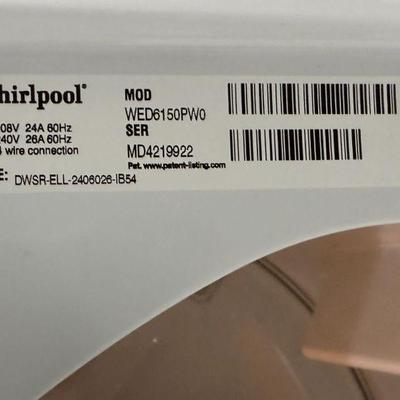 hirlpool®
08V 24A 60Hz
40V 26A 60Hz
wire connection
E: DWSR-ELL-2406026-IB54
MOD
WED6150PW0
SER
MD4219922
Pat. www.patent-listing.com